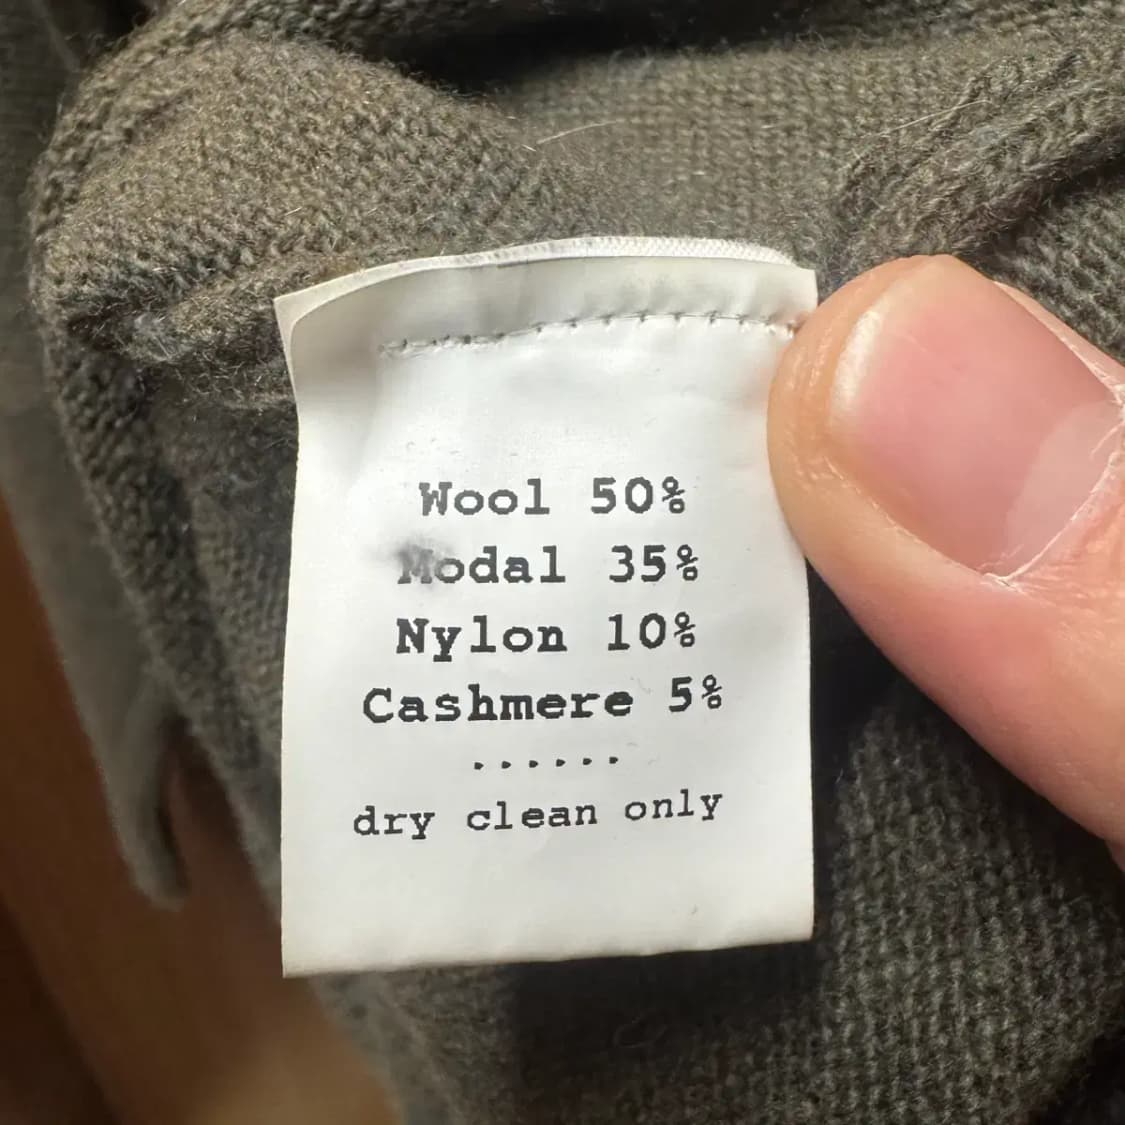 Wool 50%
Modal 35%
Nylon 10%
Cashmere 5%
......
dry clean only